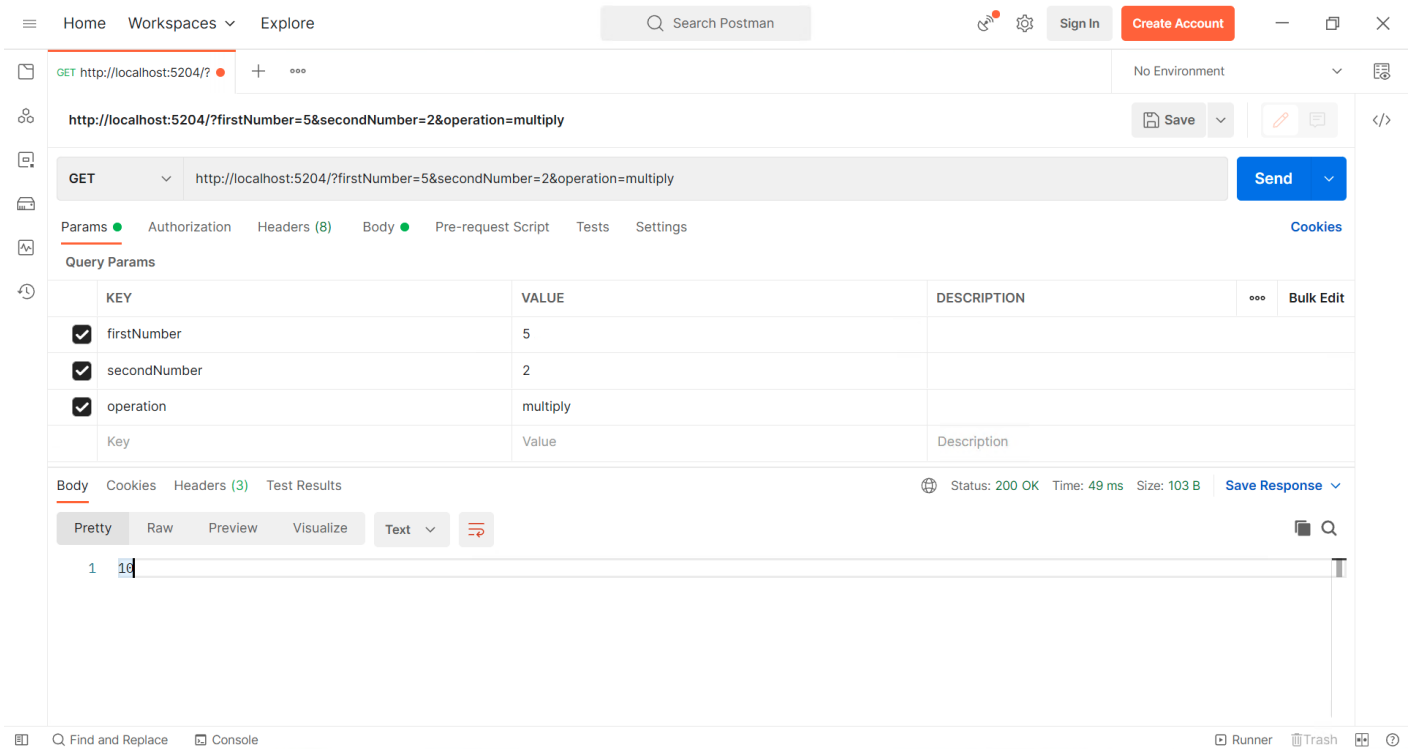 Home Workspaces Explore Search Postman Sign In Create Account
GET http://localhost:5204/? No Environment
http://localhost:5204/?firstNumber=5&secondNumber=2&operation=multiply Save
GET http://localhost:5204/?firstNumber=5&secondNumber=2&operation=multiply Send
Params Authorization Headers (8) Body Pre-request Script Tests Settings Cookies
Query Params
KEY VALUE DESCRIPTION Bulk Edit
firstNumber 5
secondNumber 2
operation multiply
Key Value Description
Body Cookies Headers (3) Test Results Status: 200 OK Time: 49 ms Size: 103 B Save Response
Pretty Raw Preview Visualize Text
1 10
Find and Replace Console Runner Trash